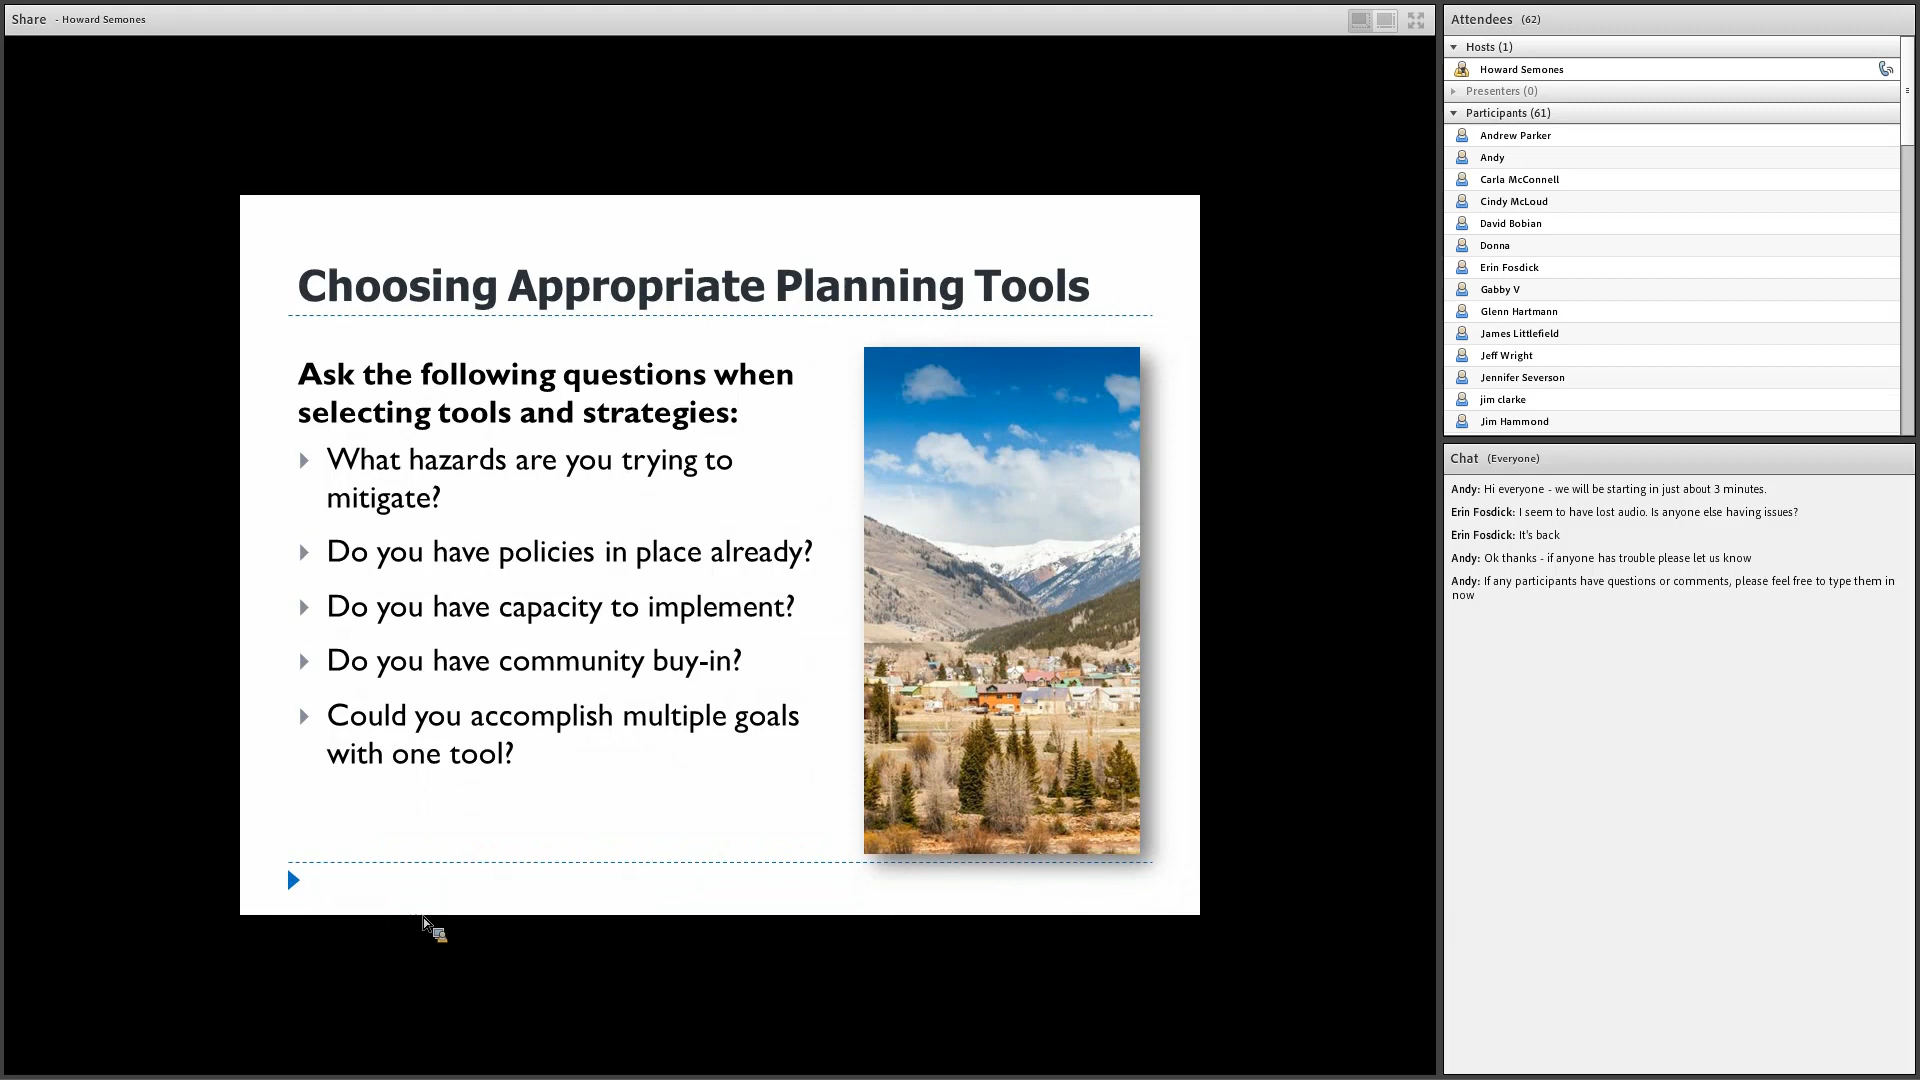 Share - Howard Semones
Choosing Appropriate Planning Tools
Ask the following questions when
selecting tools and strategies:
What hazards are you trying to
mitigate?
Do you have policies in place already?
Do you have capacity to implement?
Do you have community buy-in?
Could you accomplish multiple goals
with one tool?
Attendees (62)
Hosts (1)
Howard Semones
Presenters (0)
Participants (61)
Andrew Parker
Andy
Carla McConnell
Cindy McLoud
David Bobian
Donna
Erin Fosdick
Gabby V
Glenn Hartmann
James Littlefield
Jeff Wright
Jennifer Severson
jim clarke
Jim Hammond
Chat (Everyone)
Andy: Hi everyone - we will be starting in just about 3 minutes.
Erin Fosdick: I seem to have lost audio. Is anyone else having issues?
Erin Fosdick: It's back
Andy: Ok thanks - if anyone has trouble please let us know
Andy: If any participants have questions or comments, please feel free to type them in
now